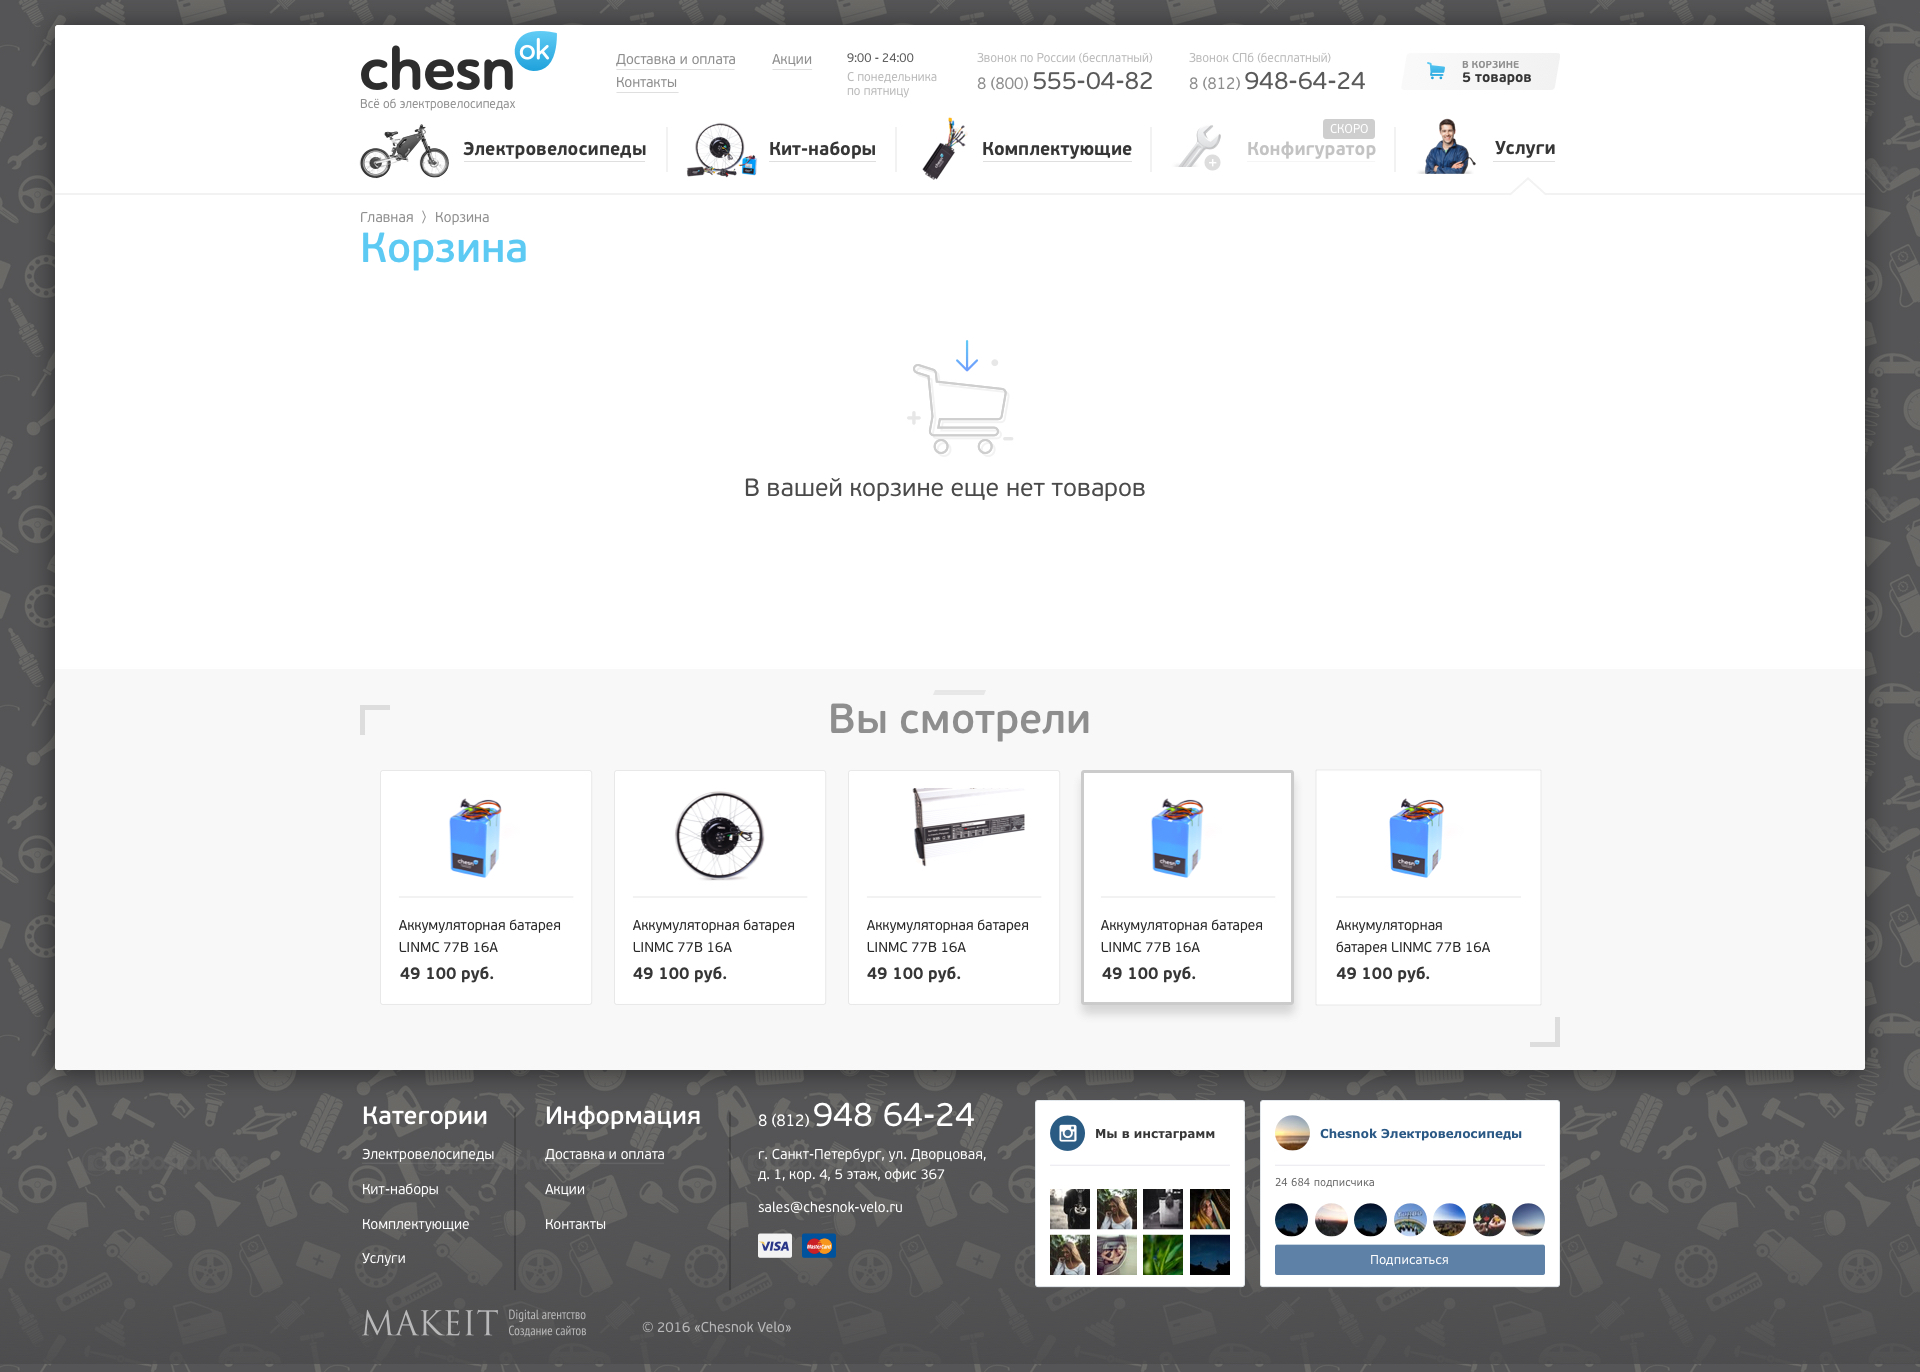 chesn ok
Всё об электровелосипедах
Доставка и оплата
Контакты
Акции
9:00 - 24:00
С понедельника
по пятницу
Звонок по России (бесплатный)
8 (800) 555-04-82
Звонок СПб (бесплатный)
8 (812) 948-64-24
В КОРЗИНЕ
5 товаров
Электровелосипеды
Кит-наборы
Комплектующие
СКОРО
Конфигуратор
Услуги
Главная 〉 Корзина
Корзина
В вашей корзине еще нет товаров
Вы смотрели
chesn
Аккумуляторная батарея
LINMC 77В 16А
49 100 руб.
Аккумуляторная батарея
LINMC 77В 16А
49 100 руб.
Аккумуляторная батарея
LINMC 77В 16А
49 100 руб.
chesn
Аккумуляторная батарея
LINMC 77В 16А
49 100 руб.
chesn
Аккумуляторная
батарея LINMC 77В 16А
49 100 руб.
Категории
Электровелосипеды
Кит-наборы
Комплектующие
Услуги
Информация
Доставка и оплата
Акции
Контакты
8 (812) 948 64-24
г. Санкт-Петербург, ул. Дворцовая,
д. 1, кор. 4, 5 этаж, офис 367
sales@chesnok-velo.ru
VISA
MasterCard
Мы в инстаграмм
Chesnok Электровелосипеды
24 684 подписчика
Подписаться
MAKEIT
Digital агентство
Создание сайтов
© 2016 «Chesnok Velo»